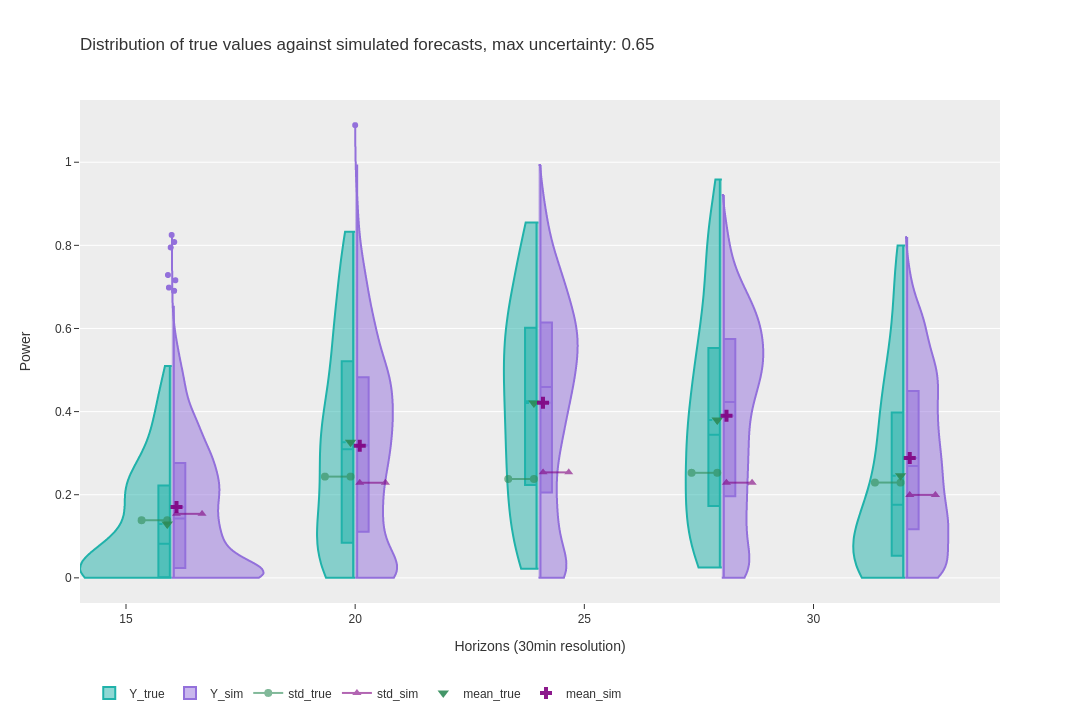 Distribution of true values against simulated forecasts, max uncertainty: 0.65
1
0.8
0.6
0.4
0.2
0
Power
15 20 25 30
Horizons (30min resolution)
Y_true Y_sim std_true std_sim mean_true mean_sim